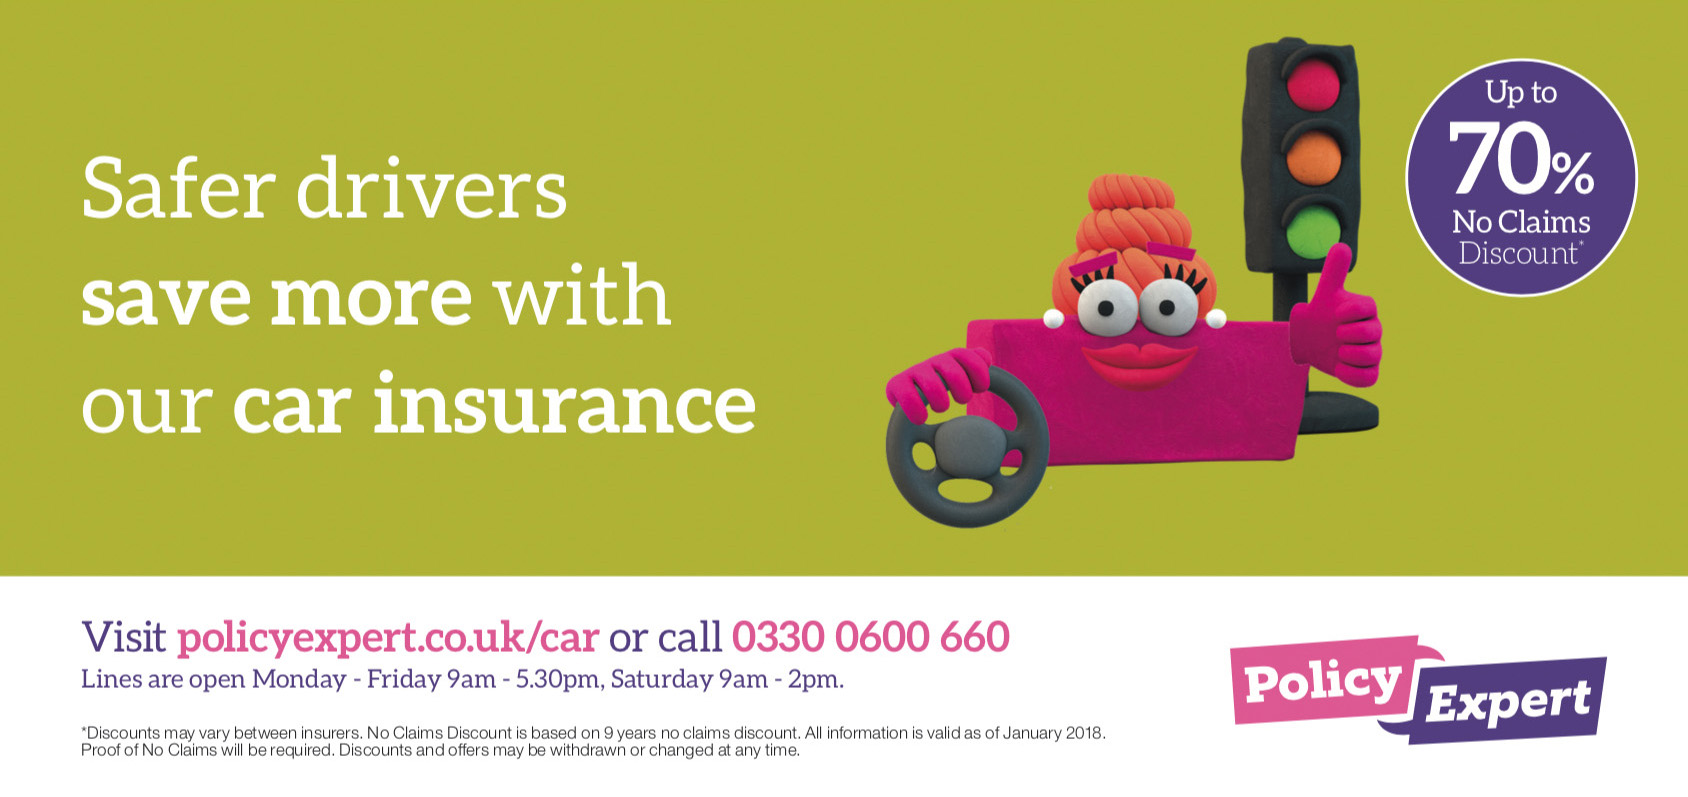 Safer drivers
save more with
our car insurance
Up to
70%
No Claims
Discount*
Visit policyexpert.co.uk/car or call 0330 0600 660
Lines are open Monday - Friday 9am - 5.30pm, Saturday 9am - 2pm.
*Discounts may vary between insurers. No Claims Discount is based on 9 years no claims discount. All information is valid as of January 2018.
Proof of No Claims will be required. Discounts and offers may be withdrawn or changed at any time.
Policy
Expert